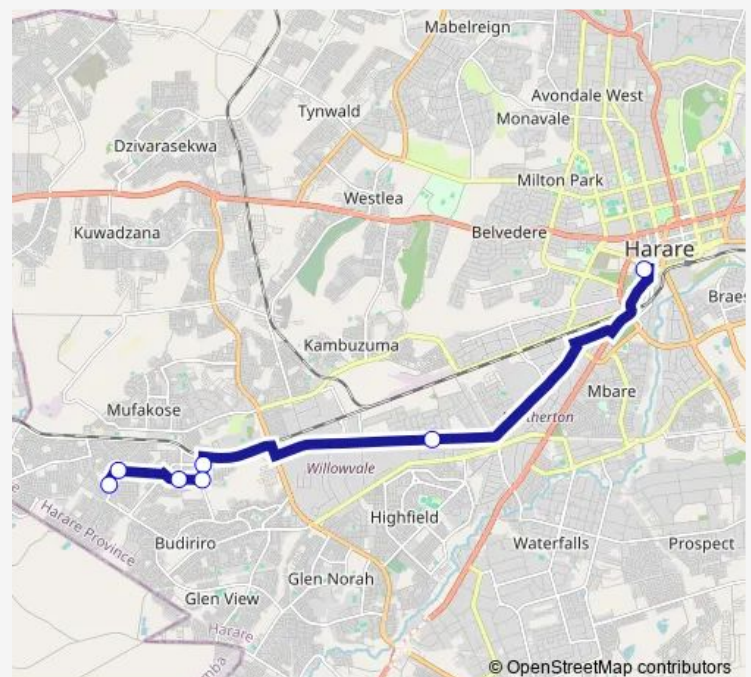 Mabelreign
Avondale West
Tynwald
Monavale
Dzivarasekwa
Milton Park
Westlea
Kuwadzana
Belvedere
Harare
Braes
Kambuzuma
Mbare
Mufakose
Willowvale
Highfield
Harare Province
Budiriro
Waterfalls
Prospect
Glen Norah
Glen View
Harare
© OpenStreetMap contributors